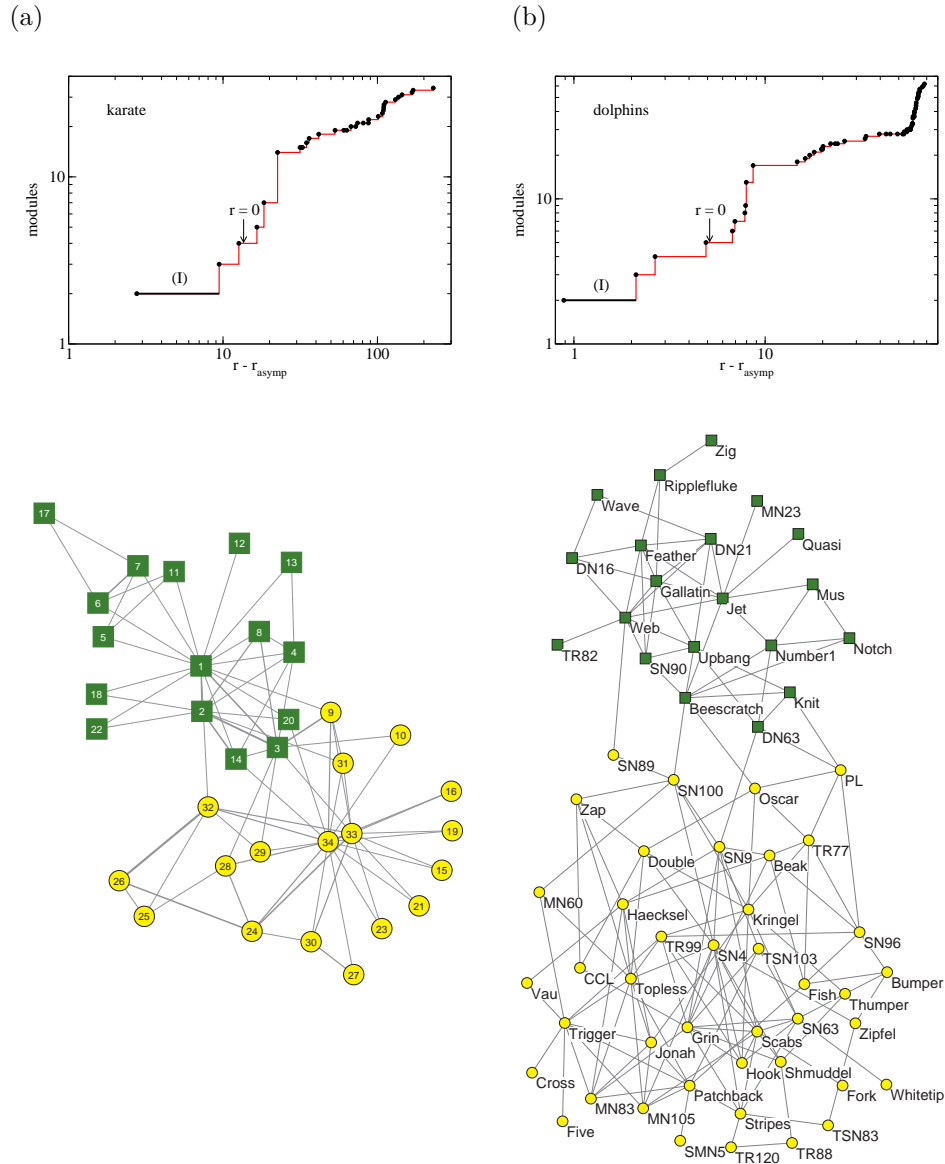 (a)
(b)
karate
10
1
modules
r = 0
(I)
1
10
100
r - r_asymp
dolphins
10
1
modules
r = 0
(I)
1
10
r - r_asymp
17
7
11
12
13
6
5
8
4
1
18
2
22
20
3
14
9
10
31
16
32
33
34
19
29
28
15
26
25
21
24
23
30
27
Zig
Ripplefluke
Wave
MN23
DN21
Quasi
Feather
DN16
Gallatin
Mus
Jet
Web
TR82
SN90
Upbang
Number1
Notch
Beescratch
Knit
DN63
SN89
SN100
Oscar
PL
Zap
Double
SN9
Beak
TR77
MN60
Haecksel
Kringel
TR99
SN4
TSN103
SN96
Vau
CCL
Topless
Fish
Bumper
Thumper
Trigger
Jonah
Grin
Scabs
SN63
Zipfel
Cross
Hook
Shmuddel
MN83
MN105
Patchback
Fork
Whitetip
Five
Stripes
TSN83
SMN5
TR120
TR88